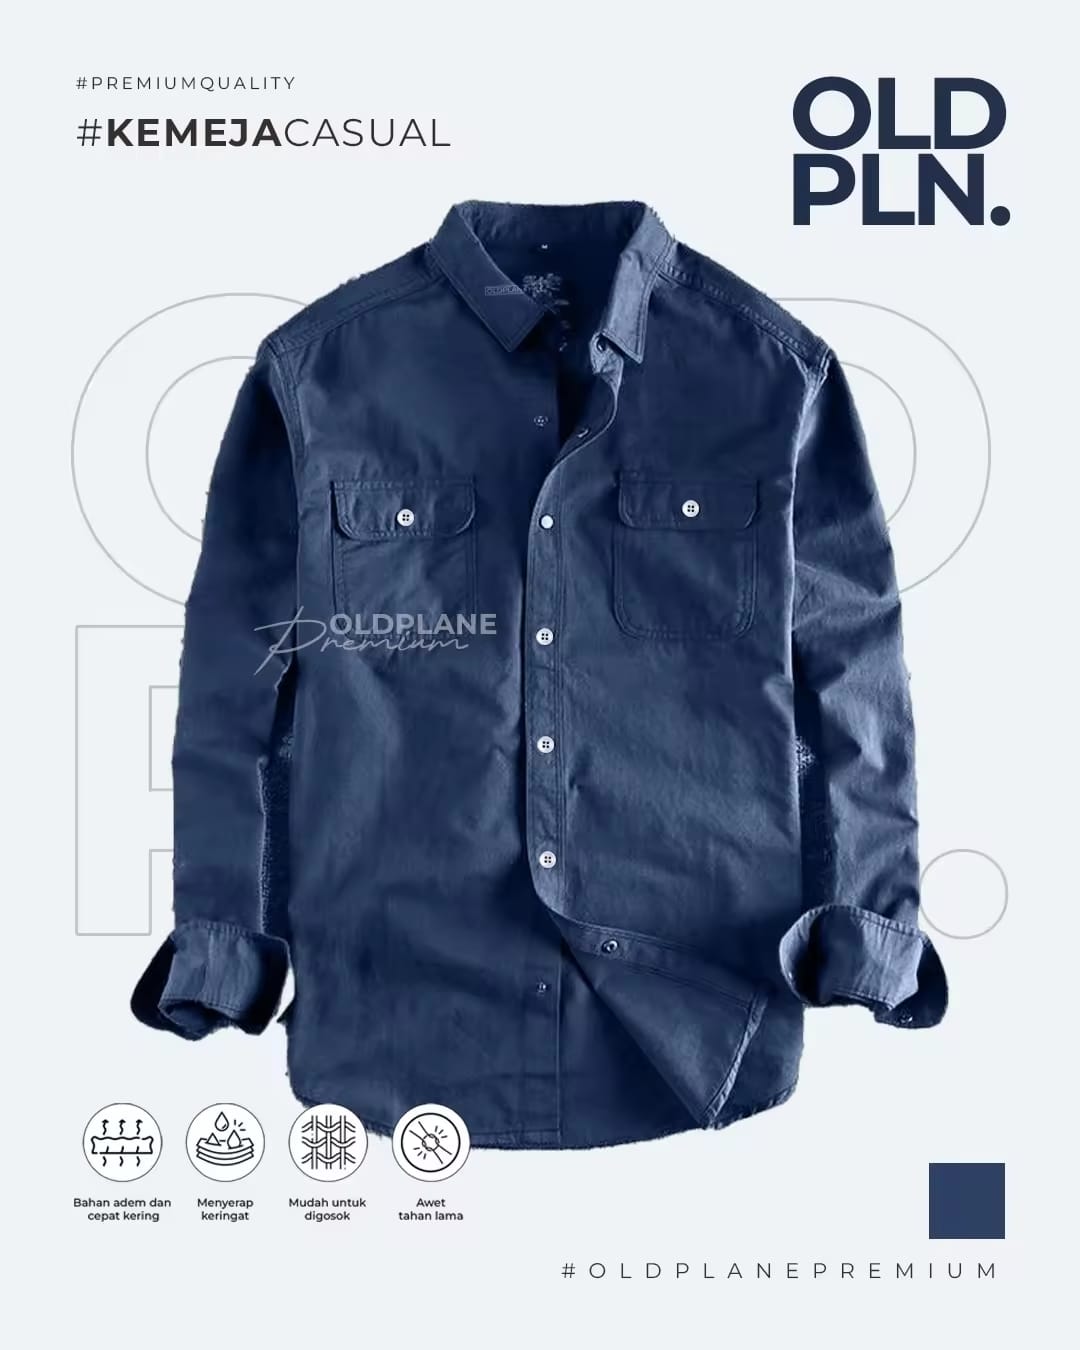 #PREMIUMQUALITY
#KEMEJACASUAL
OLD
PLN.
M
OLDPLANE
OLDPLANE
Premium
Bahan adem dan
cepat kering
Menyerap
keringat
Mudah untuk
digosok
Awet
tahan lama
#OLDPLANEPREMIUM